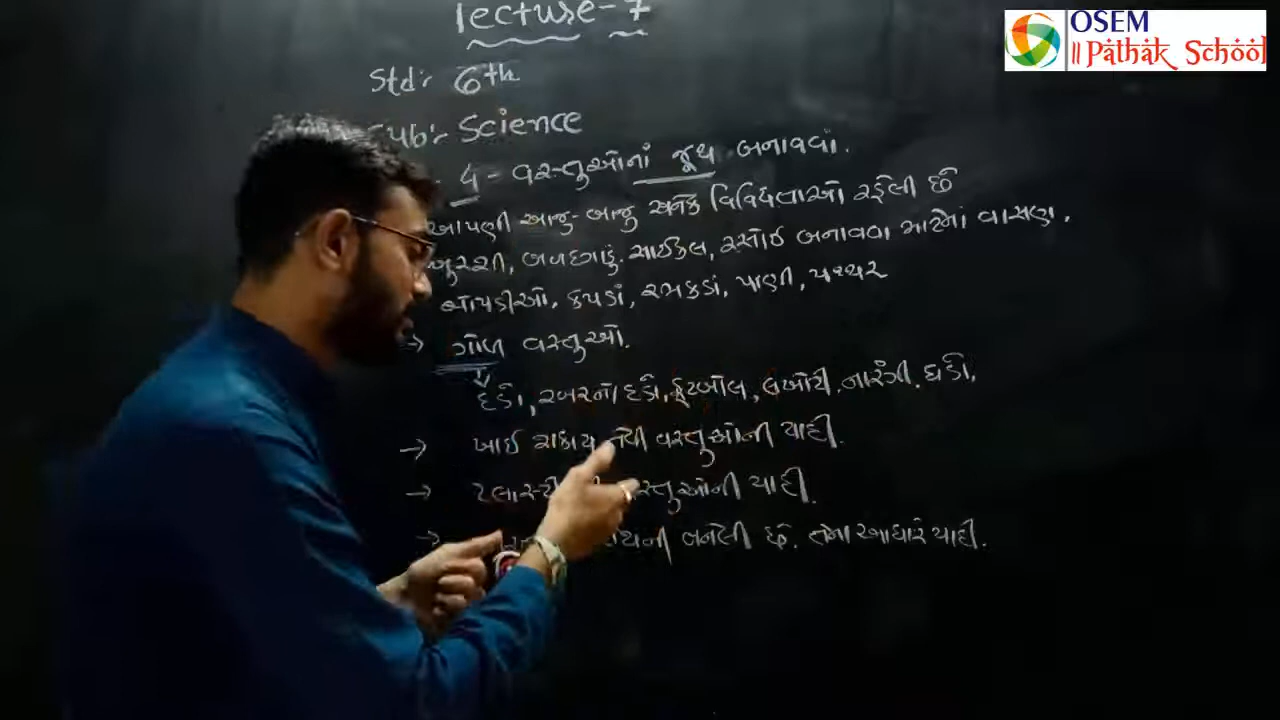 Lecture-7
OSEM
Pathak School
Std:- 6th
Sub:- Science
4 - વસ્તુઓનાં જૂથ બનાવવાં.
આપણી આજુ-બાજુ અનેક વિવિધતાઓ રહેલી છે
ખુરશી, બળદગાડું. સાઈકલ, રસોઈ બનાવવા માટેનાં વાસણ.
ચોપડીઓ, કપડાં, રમકડાં, પાણી, પથ્થર
→ ગોળ વસ્તુઓ.
દડો, રબરનો દડો, ફૂટબોલ, લખોટી, નારંગી. ઘડો,
→ ખાઈ શકાય તેવી વસ્તુઓની યાદી.
→ યાદી.
→ બનેલી છે. તેના આધારે યાદી.